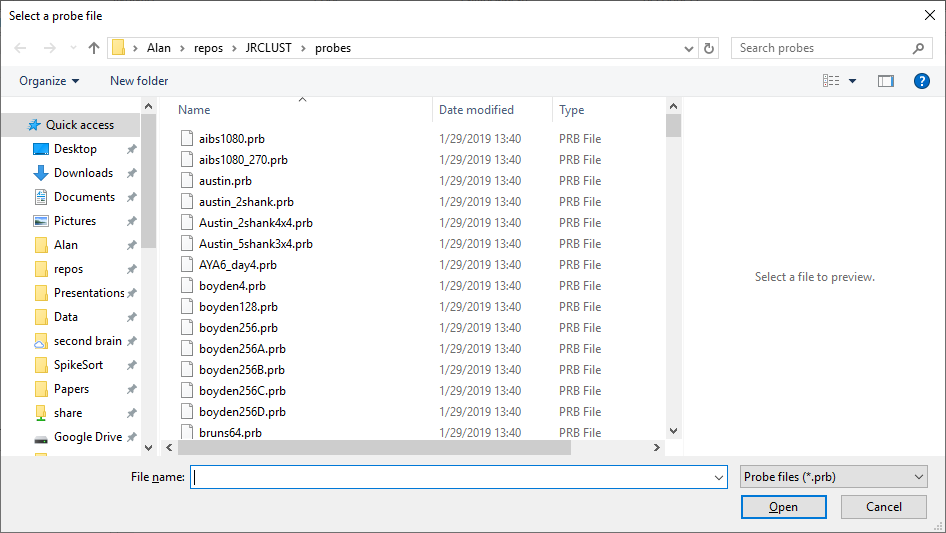 Select a probe file
Alan > repos > JRCLUST > probes
Search probes
Organize
New folder
?
Name
Date modified
Type
Quick access
Desktop
Downloads
Documents
Pictures
Alan
repos
Presentations
Data
second brain
SpikeSort
Papers
share
Google Drive
aibs1080.prb 1/29/2019 13:40 PRB File
aibs1080_270.prb 1/29/2019 13:40 PRB File
austin.prb 1/29/2019 13:40 PRB File
austin_2shank.prb 1/29/2019 13:40 PRB File
Austin_2shank4x4.prb 1/29/2019 13:40 PRB File
Austin_5shank3x4.prb 1/29/2019 13:40 PRB File
AYA6_day4.prb 1/29/2019 13:40 PRB File
boyden4.prb 1/29/2019 13:40 PRB File
boyden128.prb 1/29/2019 13:40 PRB File
boyden256.prb 1/29/2019 13:40 PRB File
boyden256A.prb 1/29/2019 13:40 PRB File
boyden256B.prb 1/29/2019 13:40 PRB File
boyden256C.prb 1/29/2019 13:40 PRB File
boyden256D.prb 1/29/2019 13:40 PRB File
bruns64.prb 1/29/2019 13:40 PRB File
Select a file to preview.
File name:
Probe files (*.prb)
Open
Cancel